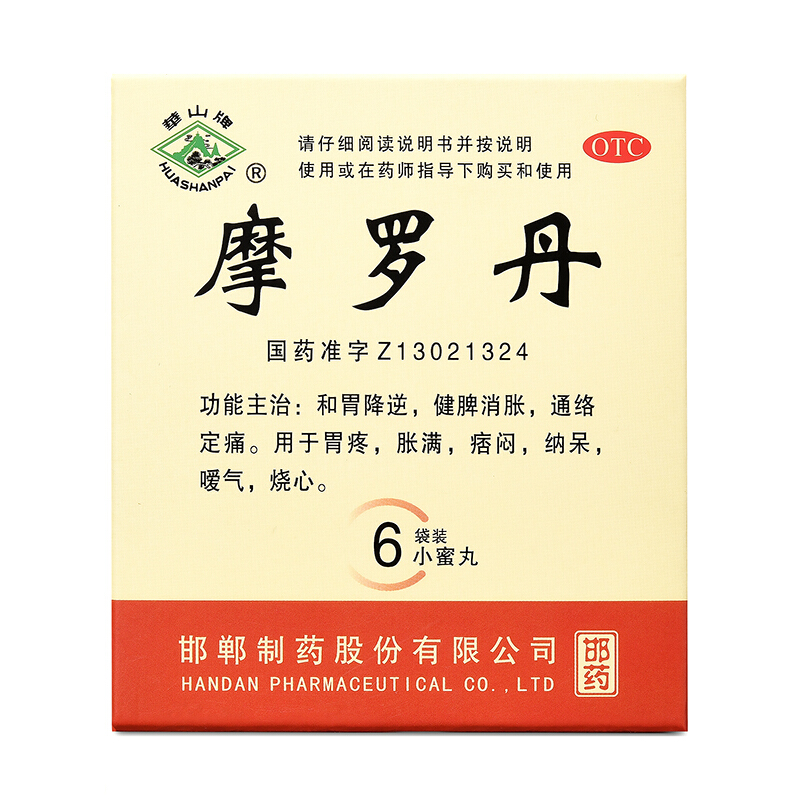 華山牌
HUASHANPAI
®
请仔细阅读说明书并按说明
使用或在药师指导下购买和使用
OTC
摩罗丹
国药准字Z13021324
功能主治：和胃降逆，健脾消胀，通络
定痛。用于胃疼，胀满，痞闷，纳呆，
嗳气，烧心。
6袋装
小蜜丸
邯郸制药股份有限公司
HANDAN PHARMACEUTICAL CO.,LTD
邯药